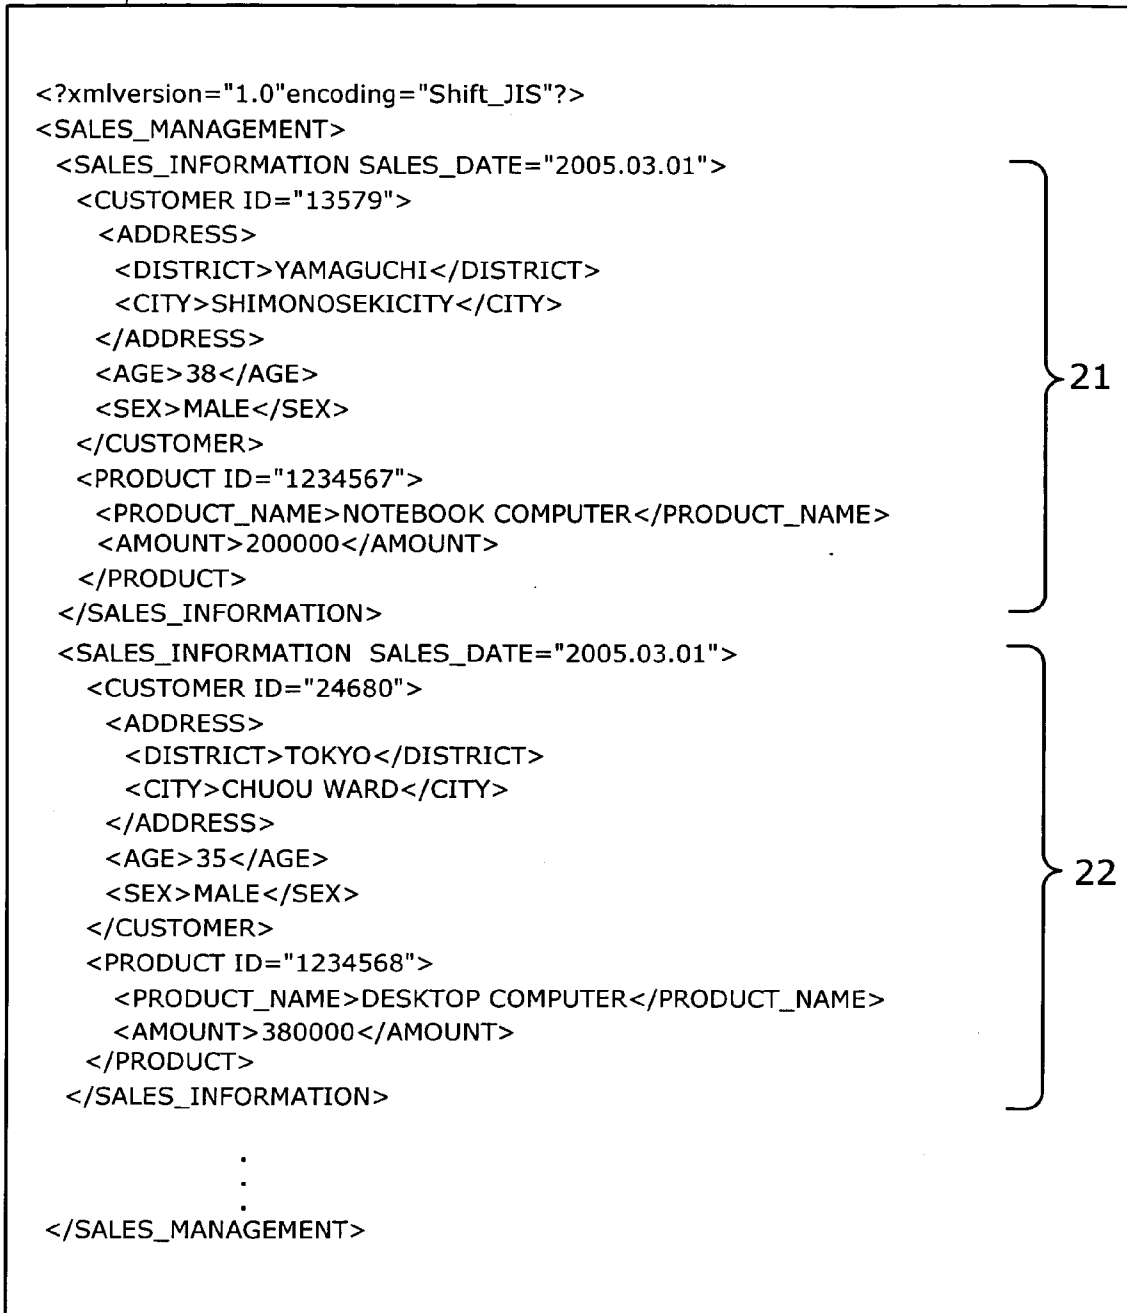 <?xmlversion="1.0"encoding="Shift_JIS"?>
<SALES_MANAGEMENT>
<SALES_INFORMATION SALES_DATE="2005.03.01">
<CUSTOMER ID="13579">
<ADDRESS>
<DISTRICT>YAMAGUCHI</DISTRICT>
<CITY>SHIMONOSEKICITY</CITY>
</ADDRESS>
<AGE>38</AGE>
21
<SEX>MALE</SEX>
</CUSTOMER>
<PRODUCT ID="1234567">
<PRODUCT_NAME>NOTEBOOK COMPUTER</PRODUCT_NAME>
<AMOUNT>200000</AMOUNT>
</PRODUCT>
</SALES_INFORMATION>
<SALES_INFORMATION SALES_DATE="2005.03.01">
<CUSTOMER ID="24680">
<ADDRESS>
<DISTRICT>TOKYO</DISTRICT>
<CITY>CHUOU WARD</CITY>
</ADDRESS>
<AGE>35</AGE>
22
<SEX>MALE</SEX>
</CUSTOMER>
<PRODUCT ID="1234568">
<PRODUCT_NAME>DESKTOP COMPUTER</PRODUCT_NAME>
<AMOUNT>380000</AMOUNT>
</PRODUCT>
</SALES_INFORMATION>
.
.
.
</SALES_MANAGEMENT>